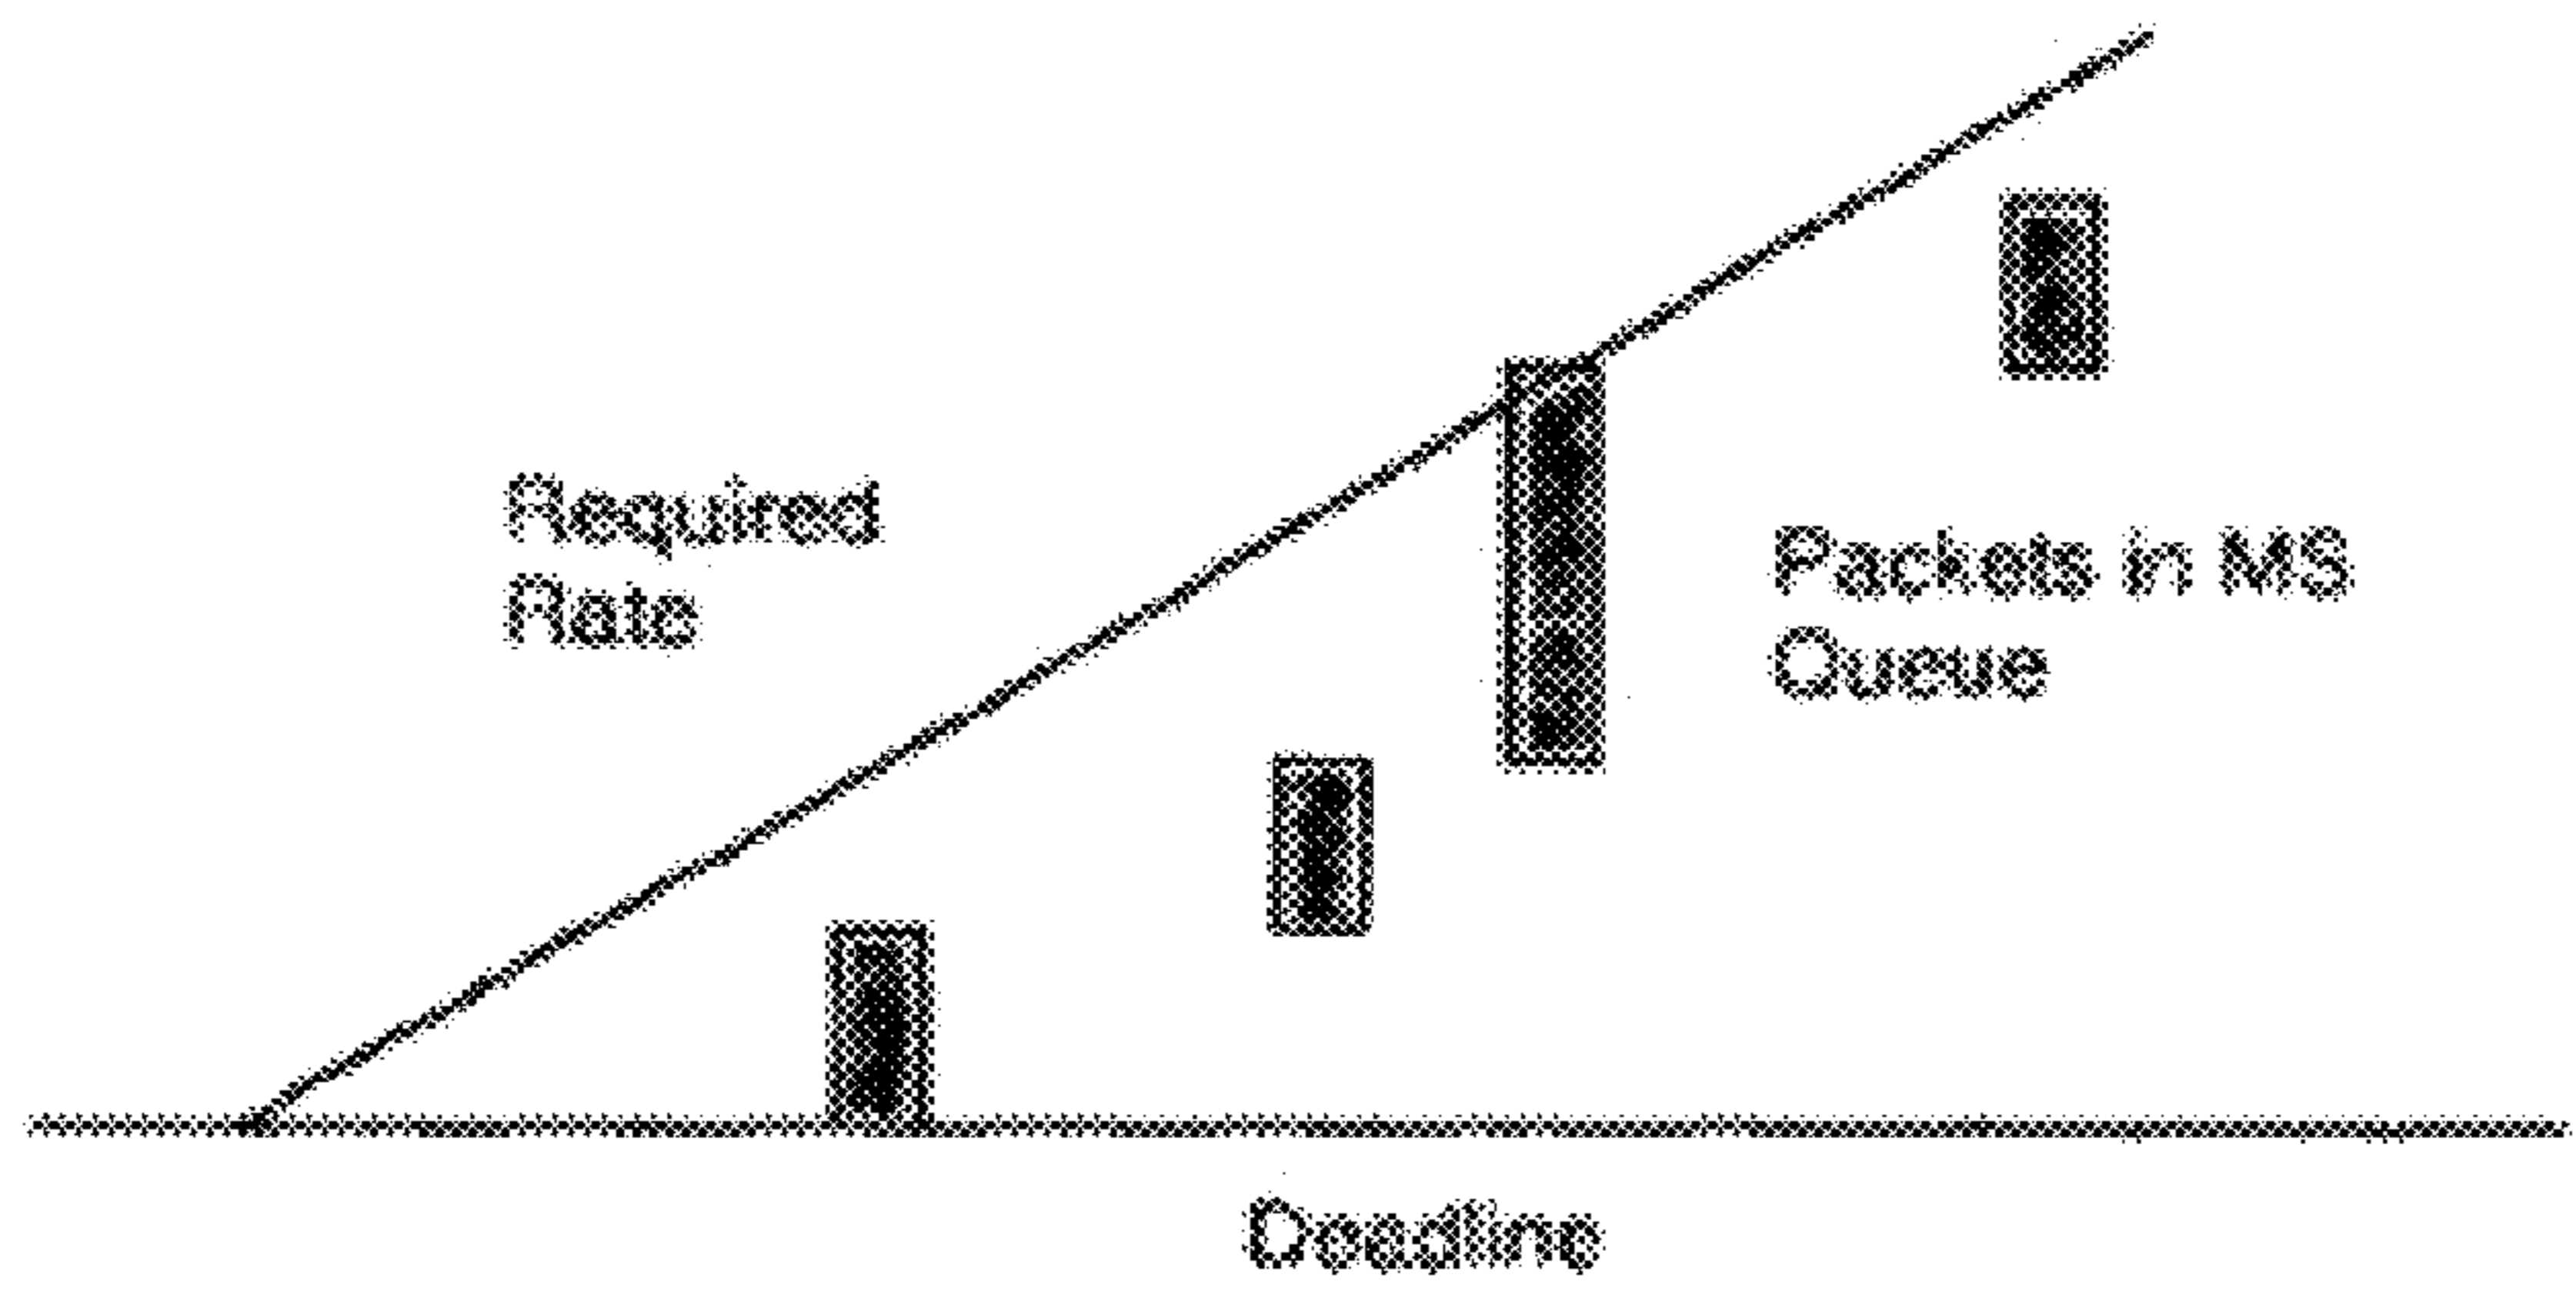 Required
Rate
Packets in MS
Queue
Deadline